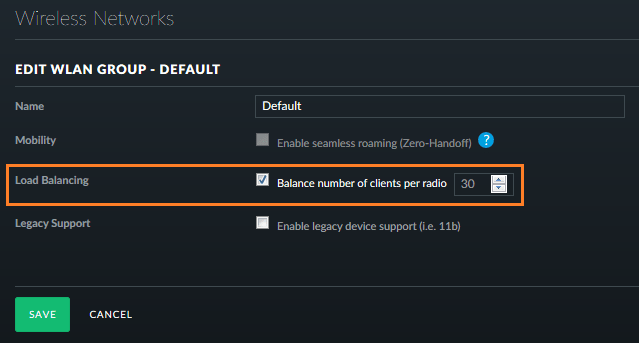 Wireless Networks
EDIT WLAN GROUP - DEFAULT
Name Default
Mobility Enable seamless roaming (Zero-Handoff) ?
Load Balancing Balance number of clients per radio 30
Legacy Support Enable legacy device support (i.e. 11b)
SAVE CANCEL